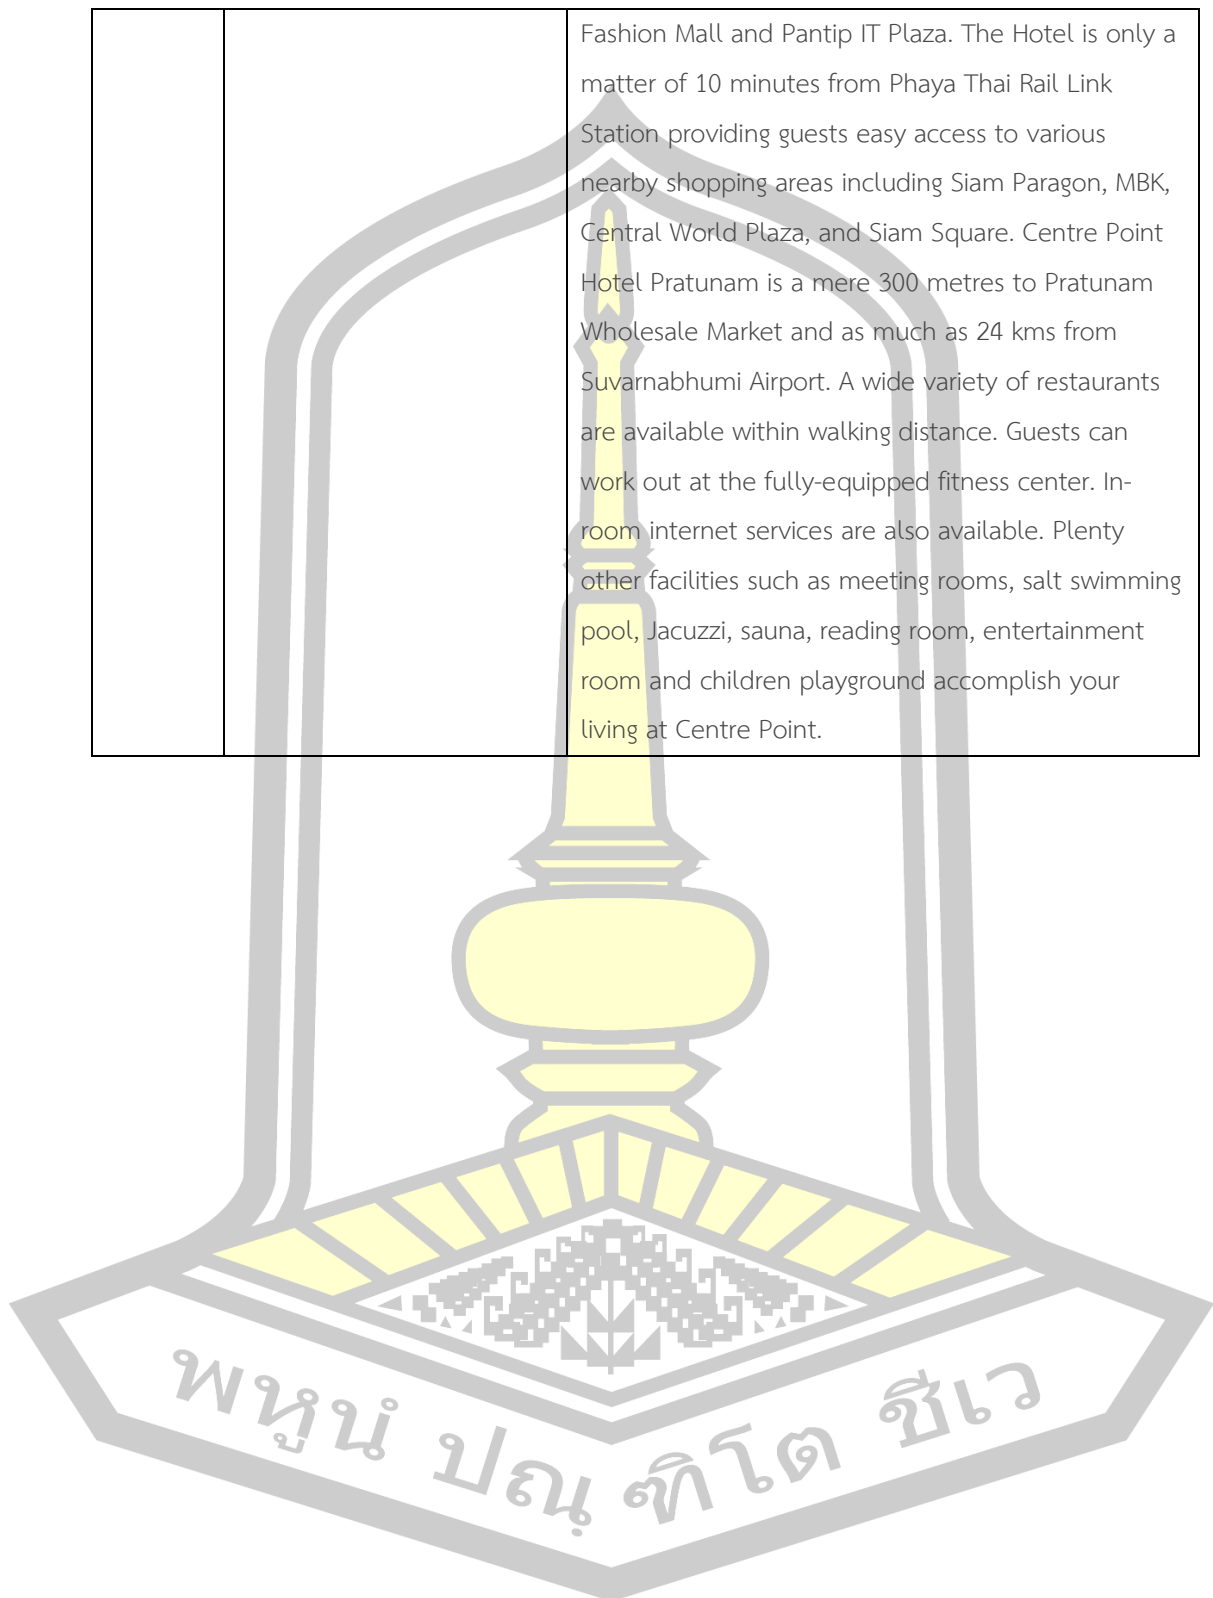 Fashion Mall and Pantip IT Plaza. The Hotel is only a
matter of 10 minutes from Phaya Thai Rail Link
Station providing guests easy access to various
nearby shopping areas including Siam Paragon, MBK,
Central World Plaza, and Siam Square. Centre Point
Hotel Pratunam is a mere 300 metres to Pratunam
Wholesale Market and as much as 24 kms from
Suvarnabhumi Airport. A wide variety of restaurants
are available within walking distance. Guests can
work out at the fully-equipped fitness center. In-
room internet services are also available. Plenty
other facilities such as meeting rooms, salt swimming
pool, Jacuzzi, sauna, reading room, entertainment
room and children playground accomplish your
living at Centre Point.
พหูนํ ปณฺ ฑิโต ชีเว